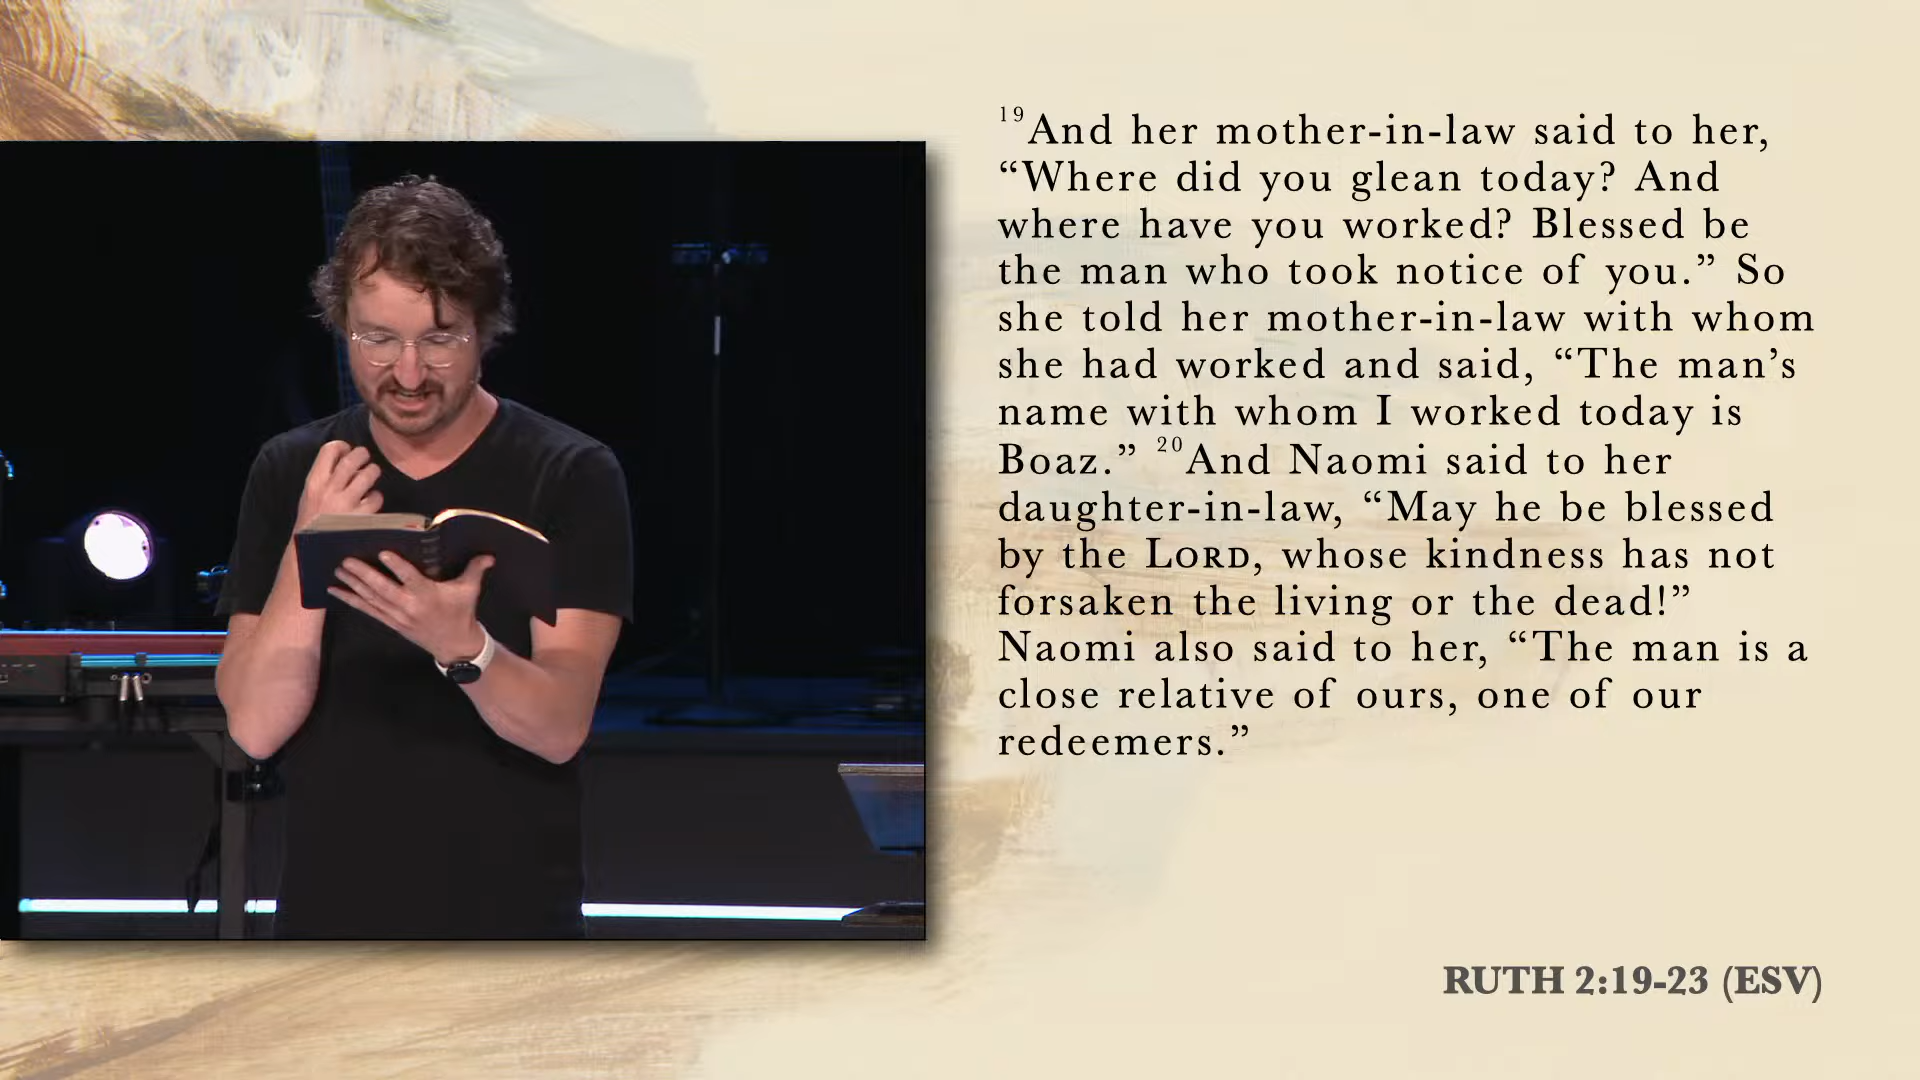 19And her mother-in-law said to her,
“Where did you glean today? And
where have you worked? Blessed be
the man who took notice of you.” So
she told her mother-in-law with whom
she had worked and said, “The man’s
name with whom I worked today is
Boaz.” 20And Naomi said to her
daughter-in-law, “May he be blessed
by the LORD, whose kindness has not
forsaken the living or the dead!”
Naomi also said to her, “The man is a
close relative of ours, one of our
redeemers.”
RUTH 2:19-23 (ESV)